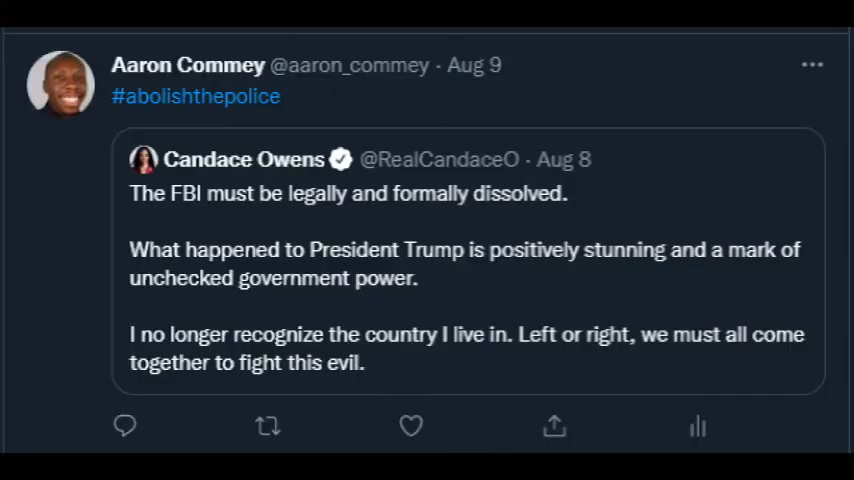 Aaron Commey @aaron_commey · Aug 9
#abolishthepolice
Candace Owens @RealCandaceO · Aug 8
The FBI must be legally and formally dissolved.
What happened to President Trump is positively stunning and a mark of
unchecked government power.
I no longer recognize the country I live in. Left or right, we must all come
together to fight this evil.